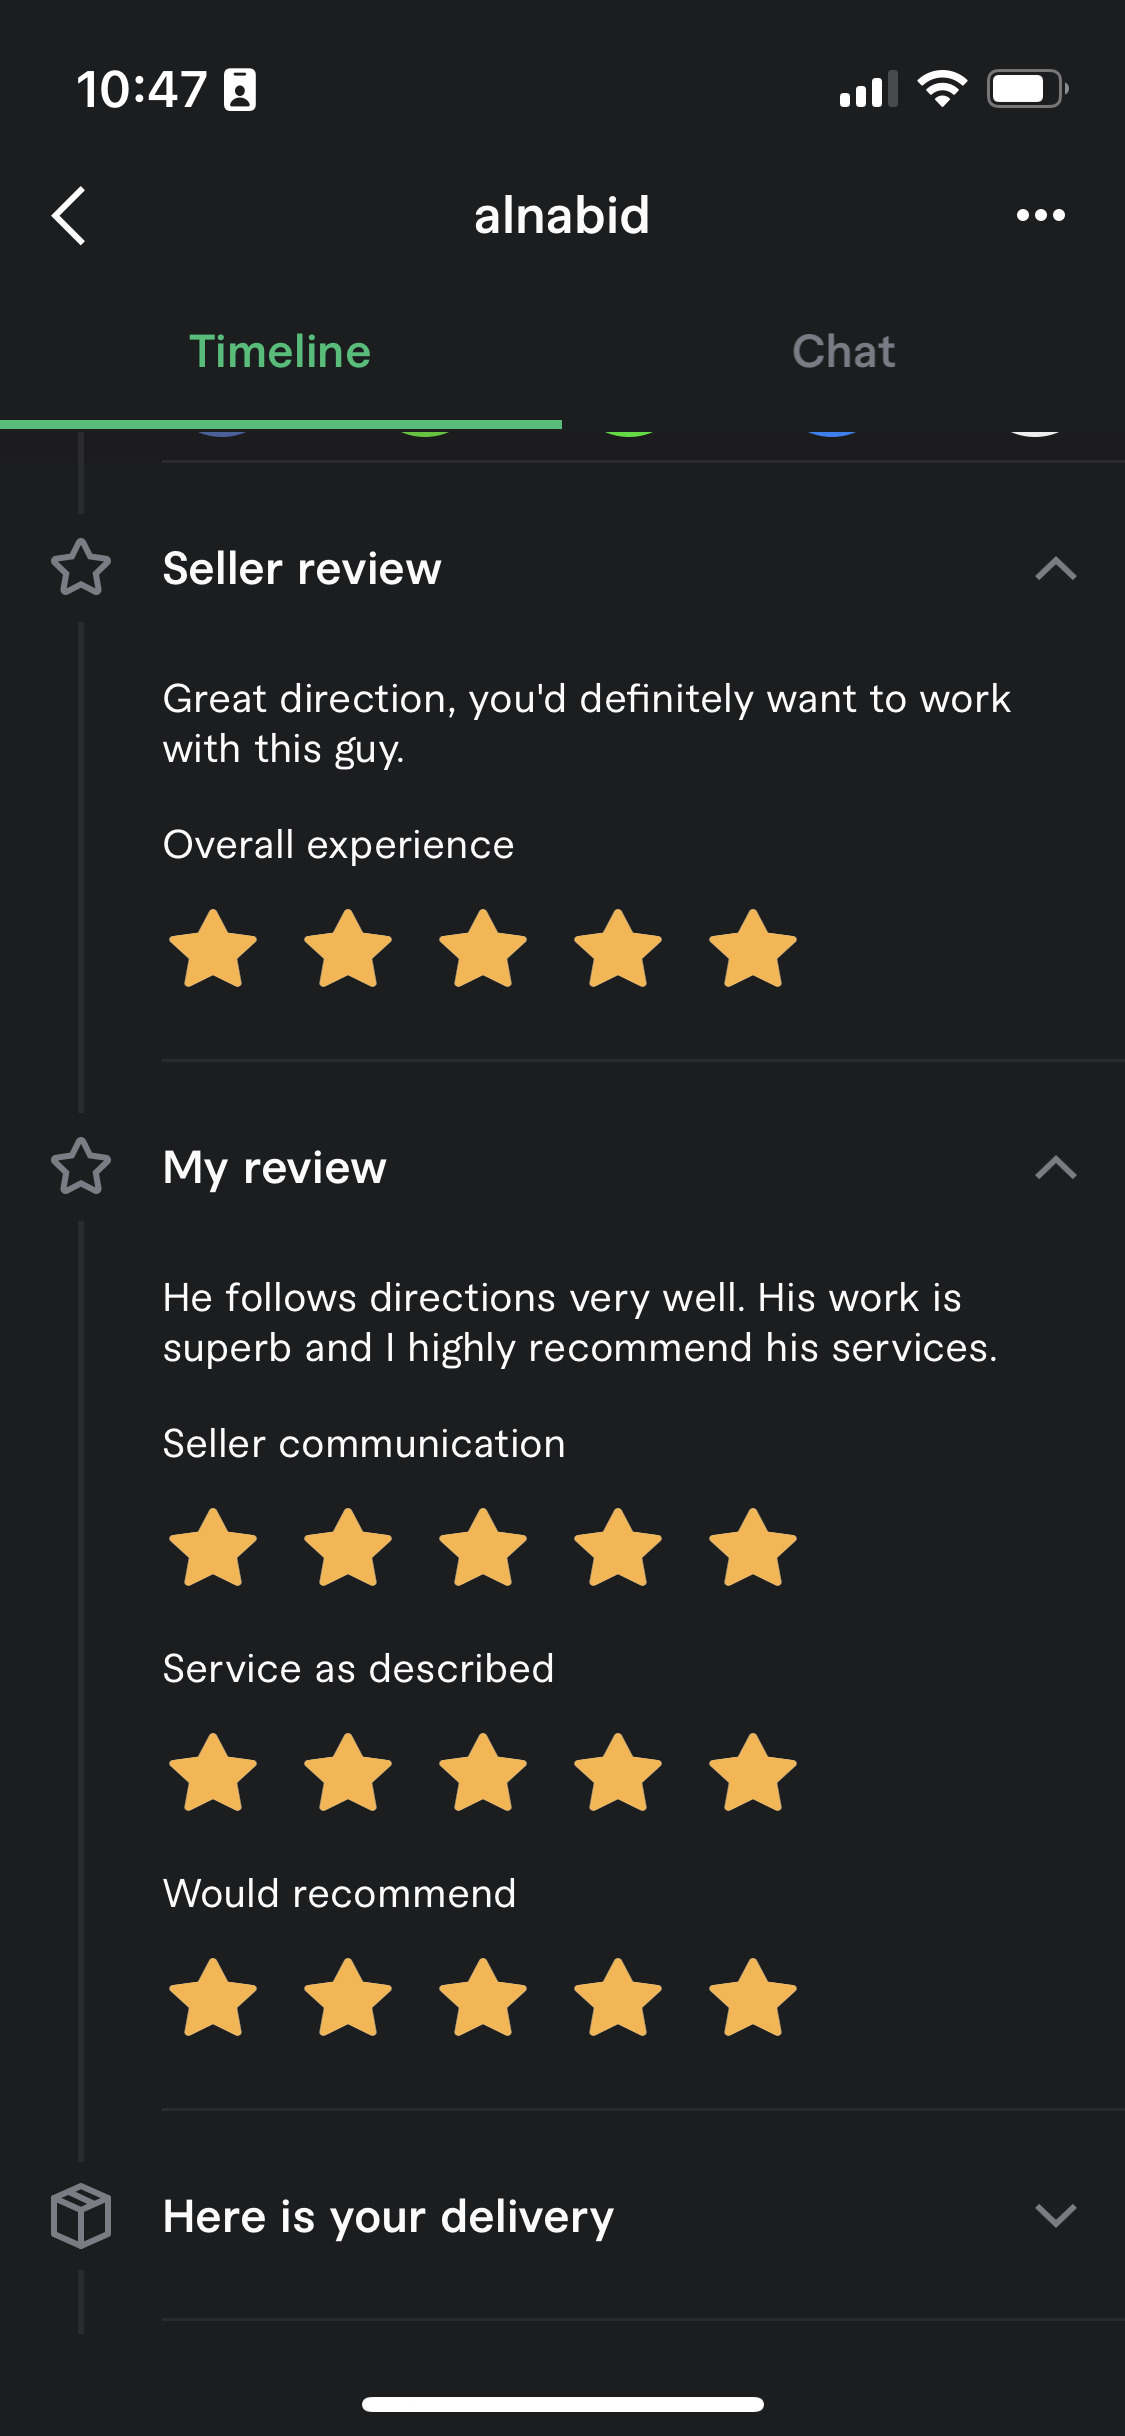 10:47
alnabid
Timeline
Chat
Seller review
Great direction, you'd definitely want to work
with this guy.
Overall experience
My review
He follows directions very well. His work is
superb and I highly recommend his services.
Seller communication
Service as described
Would recommend
Here is your delivery